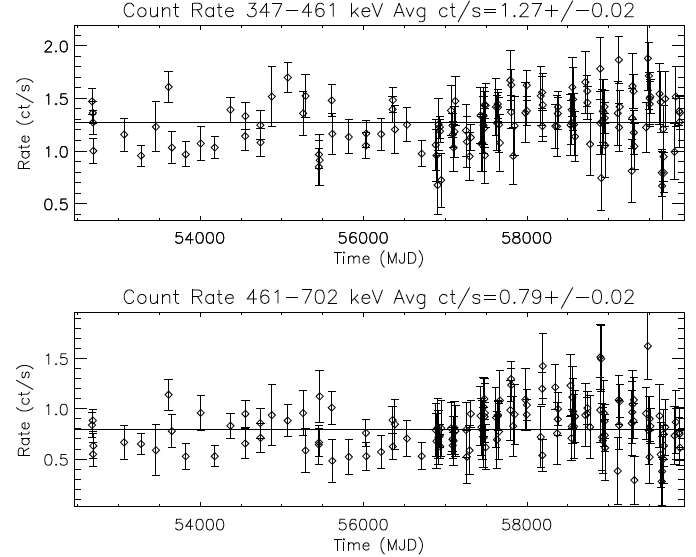 Count Rate 347-461 keV Avg ct/s=1.27+/-0.02
2.0
1.5
1.0
0.5
Rate (ct/s)
54000 56000 58000
Time (MJD)
Count Rate 461-702 keV Avg ct/s=0.79+/-0.02
1.5
1.0
0.5
Rate (ct/s)
54000 56000 58000
Time (MJD)